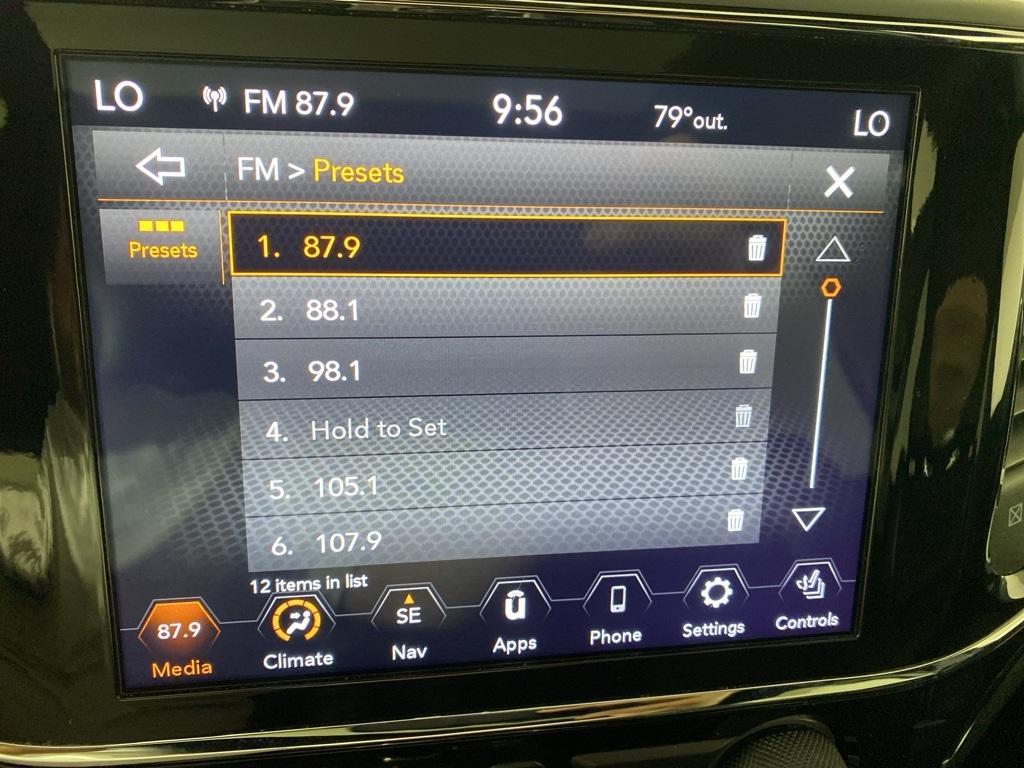 LO FM 87.9 9:56 79°out. LO
FM > Presets
Presets
1. 87.9
2. 88.1
3. 98.1
4. Hold to Set
5. 105.1
6. 107.9
12 items in list
87.9 SE
Media Climate Nav Apps Phone Settings Controls